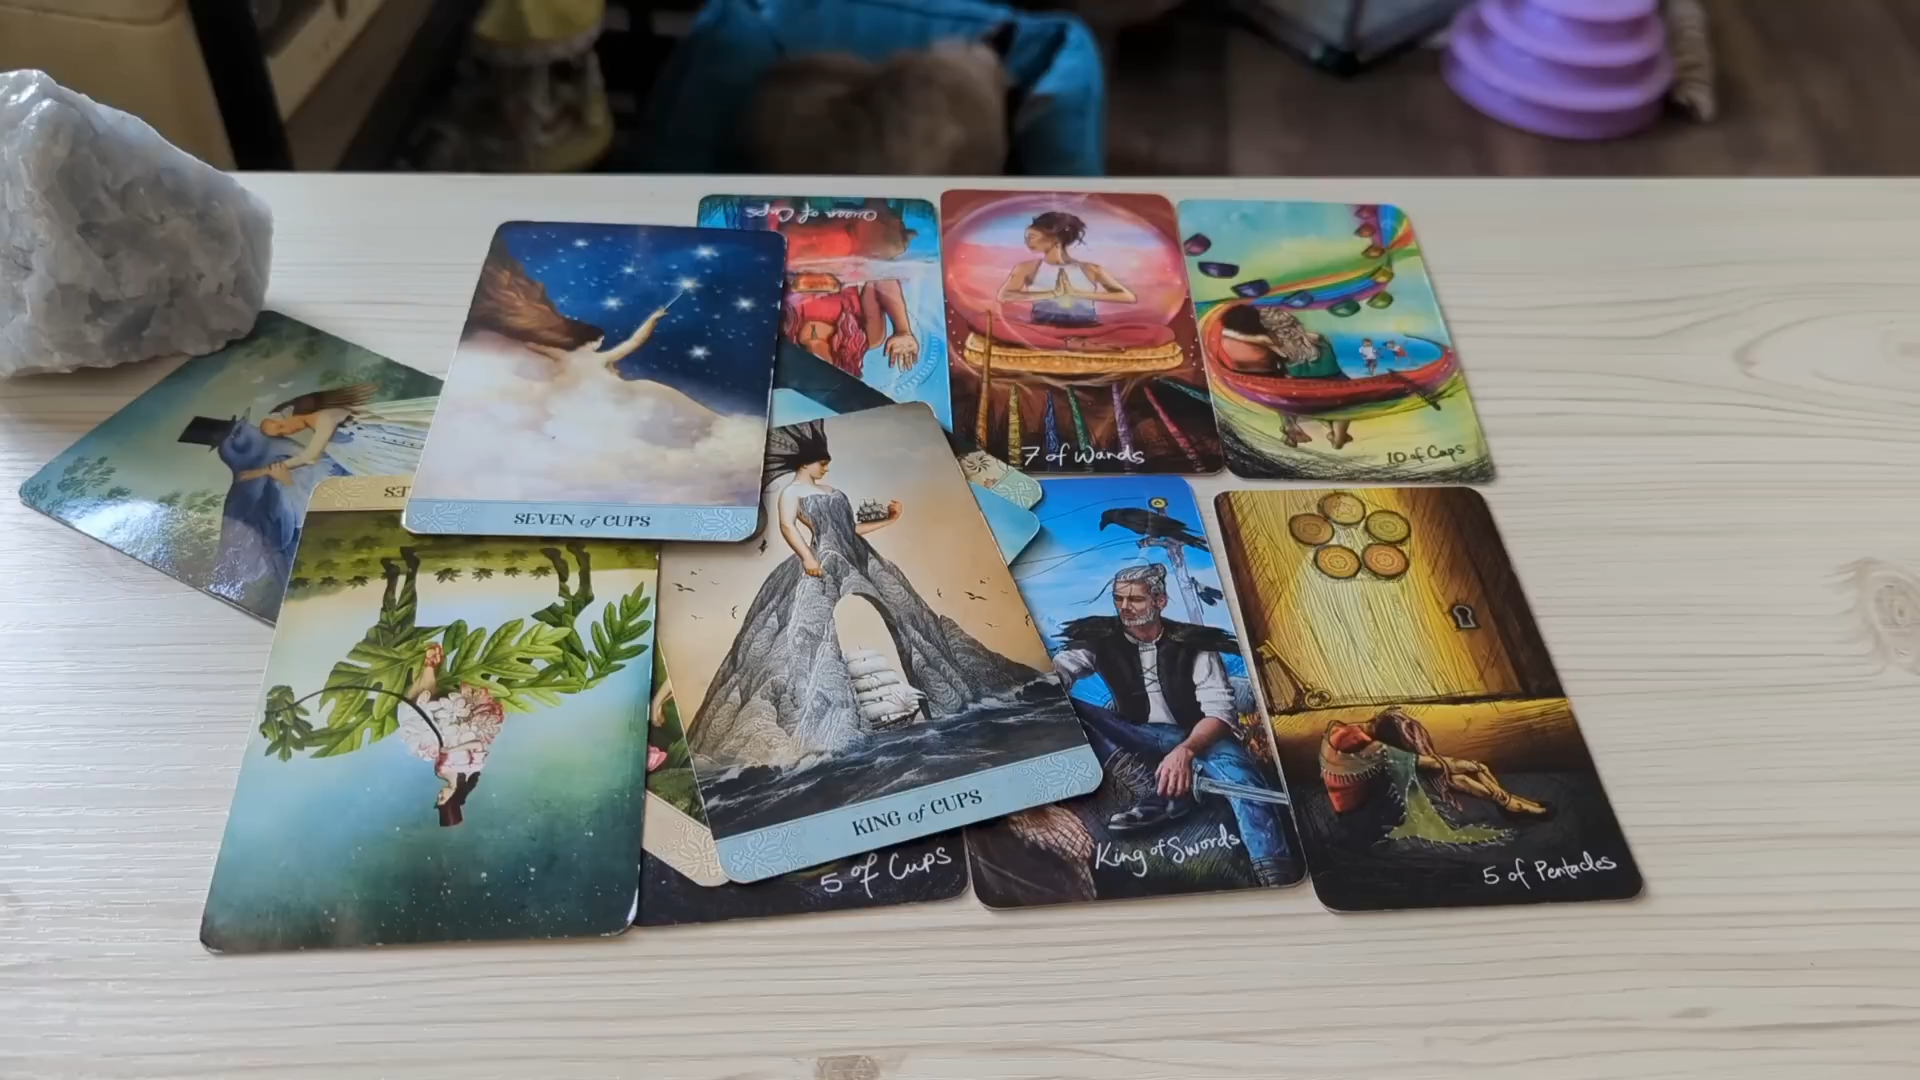 Queen of Cups
7 of Wands
10 of Cups
SEVEN of CUPS
ES
KING of CUPS
5 of Cups
King of Swords
5 of Pentacles